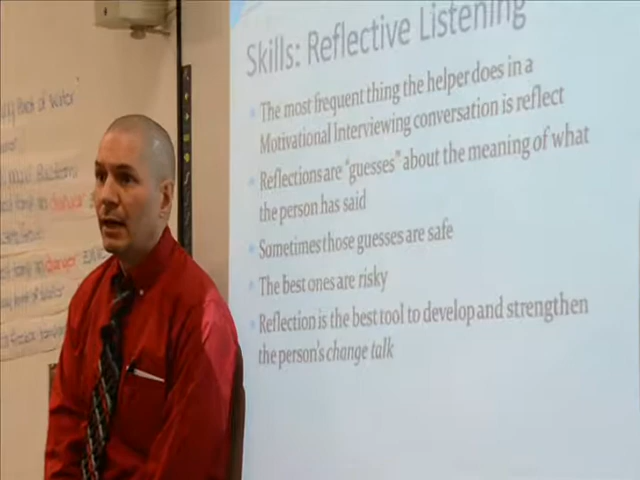 Skills: Reflective Listening
The most frequent thing the helper does in a
Motivational Interviewing conversation is reflect
Reflections are "guesses" about the meaning of what
the person has said
Sometimes those guesses are safe
The best ones are risky
Reflection is the best tool to develop and strengthen
the person's change talk